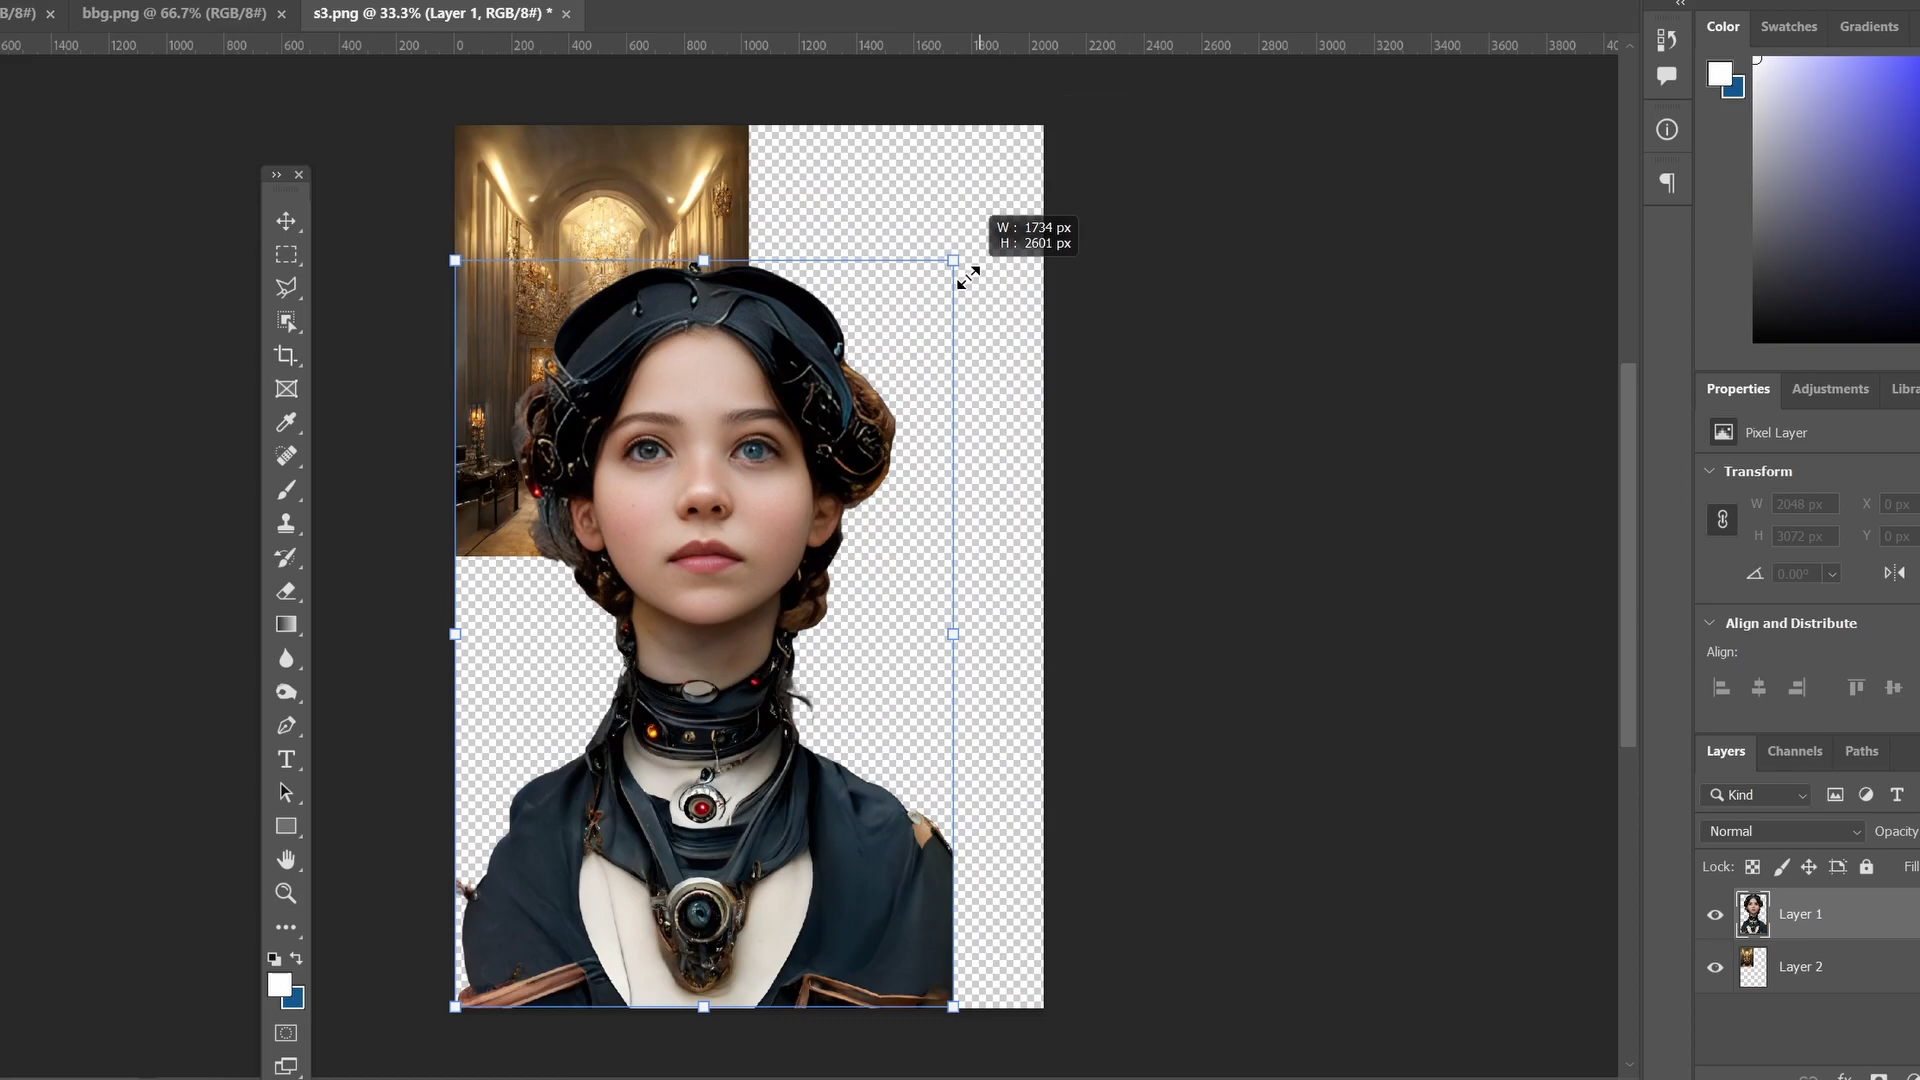 B/8#) × bbg.png @ 66.7% (RGB/8#) × s3.png @ 33.3% (Layer 1, RGB/8#) * ×
600 1400 1200 1000 800 600 400 200 0 200 400 600 800 1000 1200 1400 1600 1800 2000 2200 2400 2600 2800 3000 3200 3400 3600 3800 40
Color Swatches Gradients
W : 1734 px
H : 2601 px
Properties Adjustments Libra
Pixel Layer
Transform
W 2048 px X 0 px
H 3072 px Y 0 px
0.00°
Align and Distribute
Align:
Layers Channels Paths
Kind
Normal Opacity
Lock: Fill
Layer 1
Layer 2